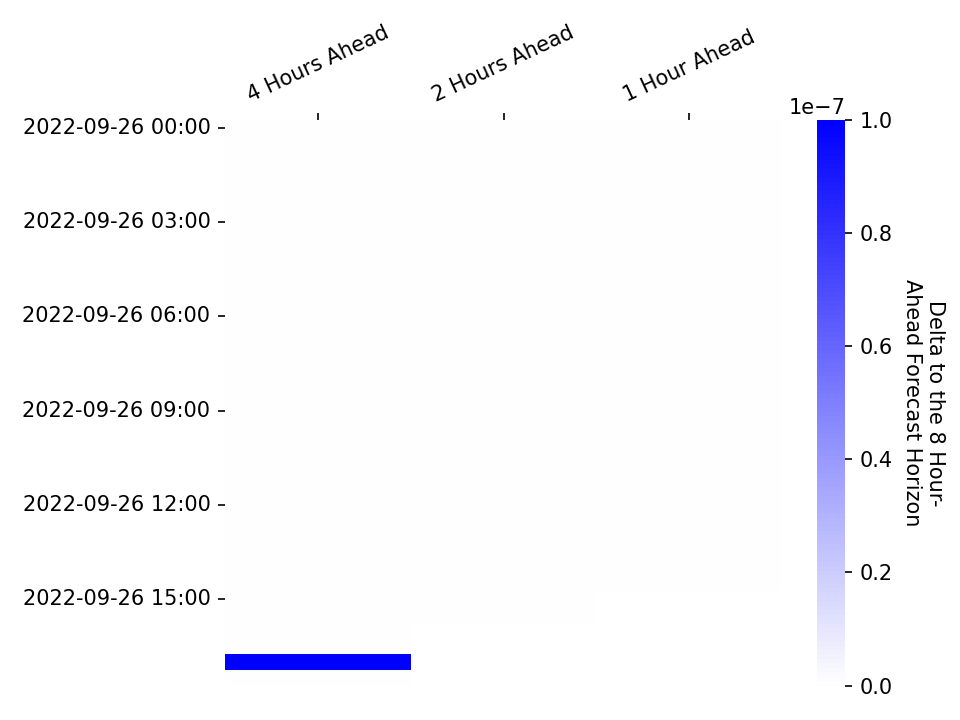 4 Hours Ahead
2 Hours Ahead
1 Hour Ahead
2022-09-26 00:00
2022-09-26 03:00
2022-09-26 06:00
2022-09-26 09:00
2022-09-26 12:00
2022-09-26 15:00
1e−7
1.0
0.8
0.6
0.4
0.2
0.0
Delta to the 8 Hour-
Ahead Forecast Horizon